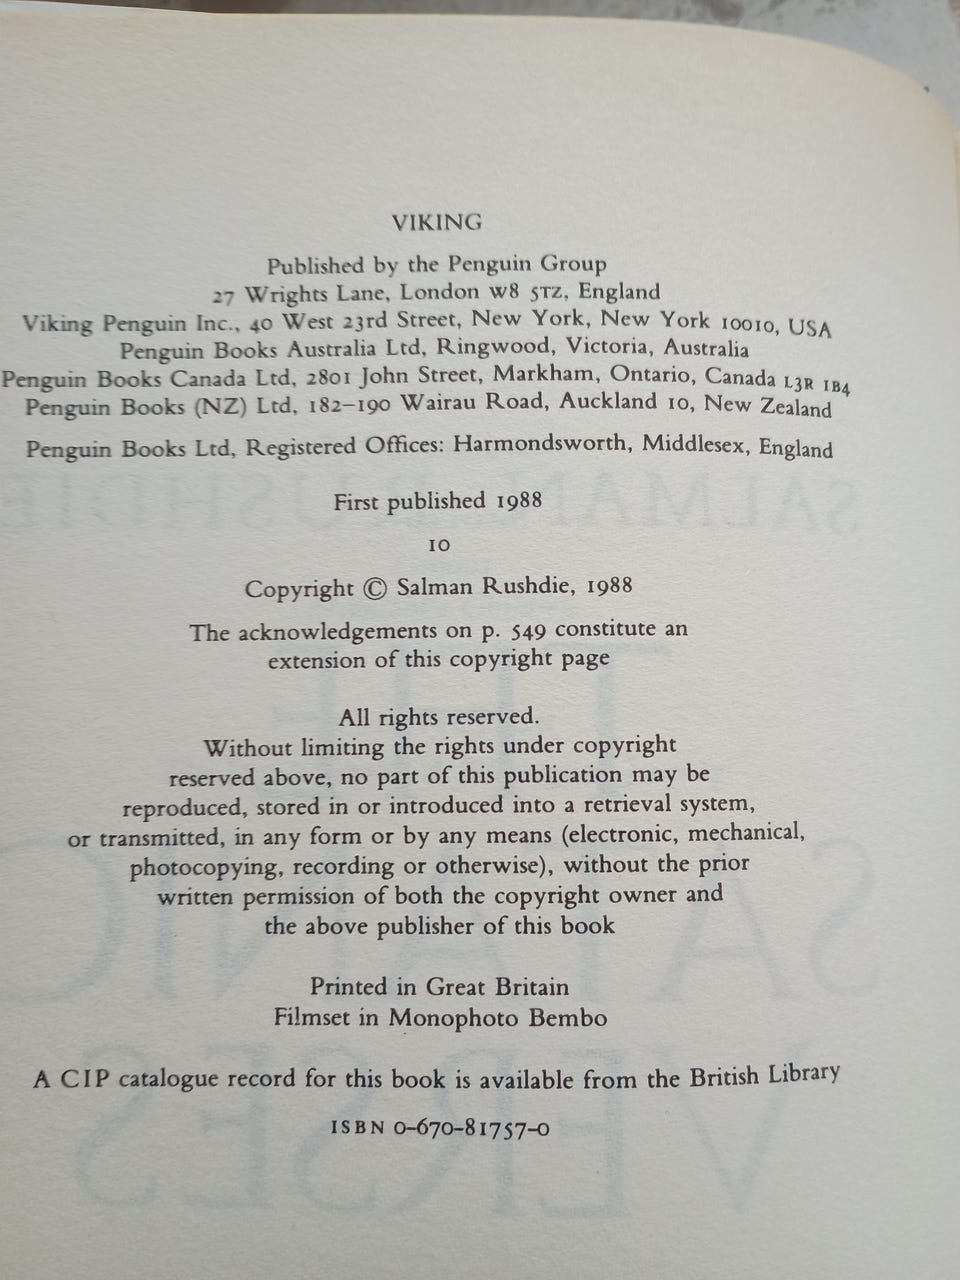 VIKING
Published by the Penguin Group
27 Wrights Lane, London W8 5TZ, England
Viking Penguin Inc., 40 West 23rd Street, New York, New York 10010, USA
Penguin Books Australia Ltd, Ringwood, Victoria, Australia
Penguin Books Canada Ltd, 2801 John Street, Markham, Ontario, Canada L3R 1B4
Penguin Books (NZ) Ltd, 182–190 Wairau Road, Auckland 10, New Zealand
Penguin Books Ltd, Registered Offices: Harmondsworth, Middlesex, England
First published 1988
10
Copyright © Salman Rushdie, 1988
The acknowledgements on p. 549 constitute an
extension of this copyright page
All rights reserved.
Without limiting the rights under copyright
reserved above, no part of this publication may be
reproduced, stored in or introduced into a retrieval system,
or transmitted, in any form or by any means (electronic, mechanical,
photocopying, recording or otherwise), without the prior
written permission of both the copyright owner and
the above publisher of this book
Printed in Great Britain
Filmset in Monophoto Bembo
A CIP catalogue record for this book is available from the British Library
ISBN 0–670–81757–0